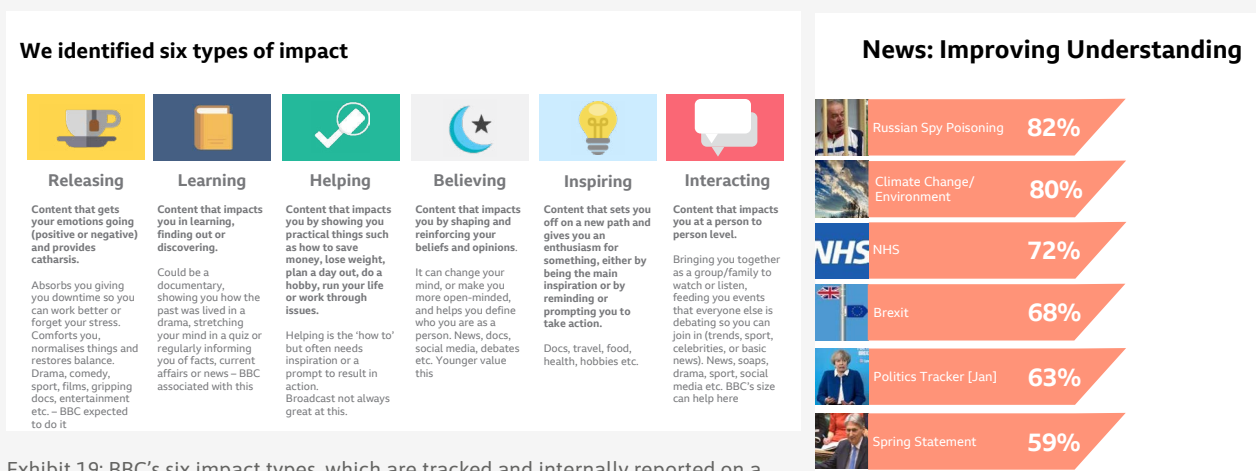 We identified six types of impact
Releasing
Content that gets
your emotions going
(positive or negative)
and provides
catharsis.
Absorbs you giving
you downtime so you
can work better or
forget your stress.
Comforts you,
normalises things and
restores balance.
Drama, comedy,
sport, films, gripping
docs, entertainment
etc. – BBC expected
to do it
Learning
Content that impacts
you in learning,
finding out or
discovering.
Could be a
documentary,
showing you how the
past was lived in a
drama, stretching
your mind in a quiz or
regularly informing
you of facts, current
affairs or news – BBC
associated with this
Helping
Content that impacts
you by showing you
practical things such
as how to save
money, lose weight,
plan a day out, do a
hobby, run your life
or work through
issues.
Helping is the ‘how to’
but often needs
inspiration or a
prompt to result in
action.
Broadcast not always
great at this.
Believing
Content that impacts
you by shaping and
reinforcing your
beliefs and opinions.
It can change your
mind, or make you
more open-minded,
and helps you define
who you are as a
person. News, docs,
social media, debates
etc. Younger value
this
Inspiring
Content that sets you
off on a new path and
gives you an
enthusiasm for
something, either by
being the main
inspiration or by
reminding or
prompting you to
take action.
Docs, travel, food,
health, hobbies etc.
Interacting
Content that impacts
you at a person to
person level.
Bringing you together
as a group/family to
watch or listen,
feeding you events
that everyone else is
debating so you can
join in (trends, sport,
celebrities, or basic
news). News, soaps,
drama, sport, social
media etc. BBC’s size
can help here
Exhibit 19: BBC’s six impact types, which are tracked and internally reported on a
News: Improving Understanding
Russian Spy Poisoning 82%
Climate Change/
Environment 80%
NHS
NHS 72%
Brexit 68%
Politics Tracker [Jan] 63%
Spring Statement 59%